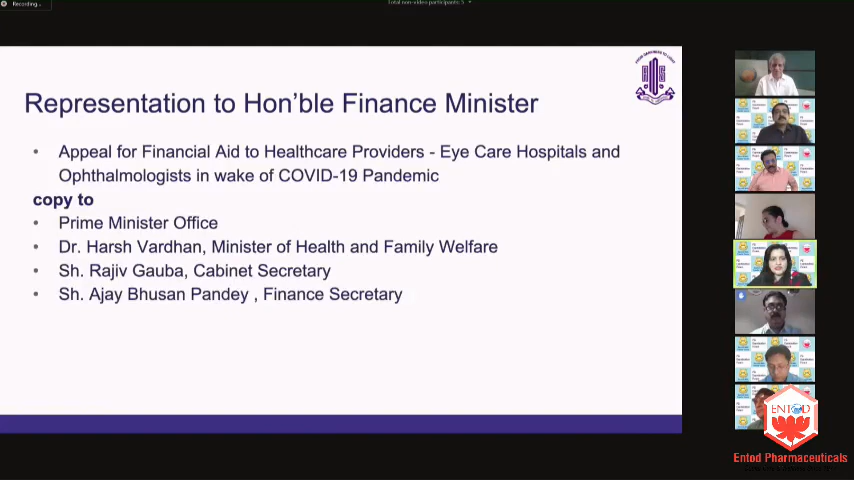 Recording...
Total non-video participants: 5
Representation to Hon'ble Finance Minister
• Appeal for Financial Aid to Healthcare Providers - Eye Care Hospitals and
Ophthalmologists in wake of COVID-19 Pandemic
copy to
• Prime Minister Office
• Dr. Harsh Vardhan, Minister of Health and Family Welfare
• Sh. Rajiv Gauba, Cabinet Secretary
• Sh. Ajay Bhusan Pandey , Finance Secretary
ENTOD
Entod Pharmaceuticals